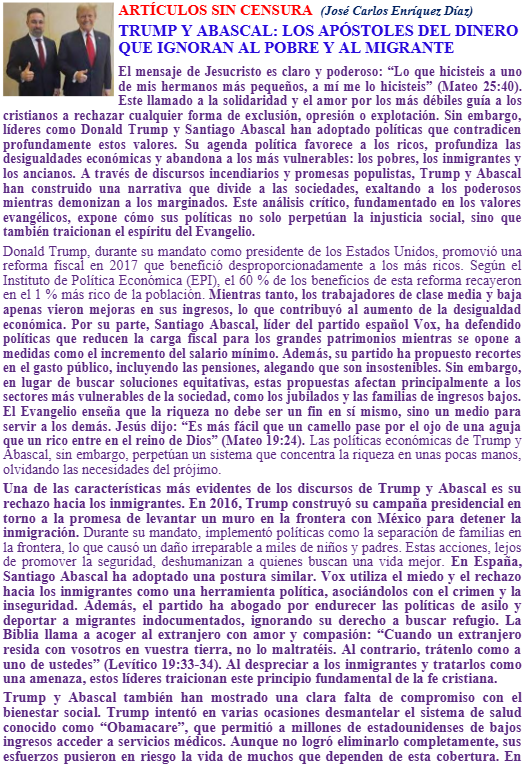 ARTÍCULOS SIN CENSURA (José Carlos Enríquez Díaz)
TRUMP Y ABASCAL: LOS APÓSTOLES DEL DINERO
QUE IGNORAN AL POBRE Y AL MIGRANTE
El mensaje de Jesucristo es claro y poderoso: “Lo que hicisteis a uno
de mis hermanos más pequeños, a mí me lo hicisteis” (Mateo 25:40).
Este llamado a la solidaridad y el amor por los más débiles guía a los
cristianos a rechazar cualquier forma de exclusión, opresión o explotación. Sin embargo,
líderes como Donald Trump y Santiago Abascal han adoptado políticas que contradicen
profundamente estos valores. Su agenda política favorece a los ricos, profundiza las
desigualdades económicas y abandona a los más vulnerables: los pobres, los inmigrantes y
los ancianos. A través de discursos incendiarios y promesas populistas, Trump y Abascal
han construido una narrativa que divide a las sociedades, exaltando a los poderosos
mientras demonizan a los marginados. Este análisis crítico, fundamentado en los valores
evangélicos, expone cómo sus políticas no solo perpetúan la injusticia social, sino que
también traicionan el espíritu del Evangelio.
Donald Trump, durante su mandato como presidente de los Estados Unidos, promovió una
reforma fiscal en 2017 que benefició desproporcionadamente a los más ricos. Según el
Instituto de Política Económica (EPI), el 60 % de los beneficios de esta reforma recayeron
en el 1 % más rico de la población. Mientras tanto, los trabajadores de clase media y baja
apenas vieron mejoras en sus ingresos, lo que contribuyó al aumento de la desigualdad
económica. Por su parte, Santiago Abascal, líder del partido español Vox, ha defendido
políticas que reducen la carga fiscal para los grandes patrimonios mientras se opone a
medidas como el incremento del salario mínimo. Además, su partido ha propuesto recortes
en el gasto público, incluyendo las pensiones, alegando que son insostenibles. Sin embargo,
en lugar de buscar soluciones equitativas, estas propuestas afectan principalmente a los
sectores más vulnerables de la sociedad, como los jubilados y las familias de ingresos bajos.
El Evangelio enseña que la riqueza no debe ser un fin en sí mismo, sino un medio para
servir a los demás. Jesús dijo: “Es más fácil que un camello pase por el ojo de una aguja
que un rico entre en el reino de Dios” (Mateo 19:24). Las políticas económicas de Trump y
Abascal, sin embargo, perpetúan un sistema que concentra la riqueza en unas pocas manos,
olvidando las necesidades del prójimo.
Una de las características más evidentes de los discursos de Trump y Abascal es su
rechazo hacia los inmigrantes. En 2016, Trump construyó su campaña presidencial en
torno a la promesa de levantar un muro en la frontera con México para detener la
inmigración. Durante su mandato, implementó políticas como la separación de familias en
la frontera, lo que causó un daño irreparable a miles de niños y padres. Estas acciones, lejos
de promover la seguridad, deshumanizan a quienes buscan una vida mejor. En España,
Santiago Abascal ha adoptado una postura similar. Vox utiliza el miedo y el rechazo
hacia los inmigrantes como una herramienta política, asociándolos con el crimen y la
inseguridad. Además, el partido ha abogado por endurecer las políticas de asilo y
deportar a migrantes indocumentados, ignorando su derecho a buscar refugio. La
Biblia llama a acoger al extranjero con amor y compasión: “Cuando un extranjero
resida con vosotros en vuestra tierra, no lo maltratéis. Al contrario, trátenlo como a
uno de ustedes” (Levítico 19:33-34). Al despreciar a los inmigrantes y tratarlos como
una amenaza, estos líderes traicionan este principio fundamental de la fe cristiana.
Trump y Abascal también han mostrado una clara falta de compromiso con el
bienestar social. Trump intentó en varias ocasiones desmantelar el sistema de salud
conocido como “Obamacare”, que permitió a millones de estadounidenses de bajos
ingresos acceder a servicios médicos. Aunque no logró eliminarlo completamente, sus
esfuerzos pusieron en riesgo la vida de muchos que dependen de esta cobertura. En